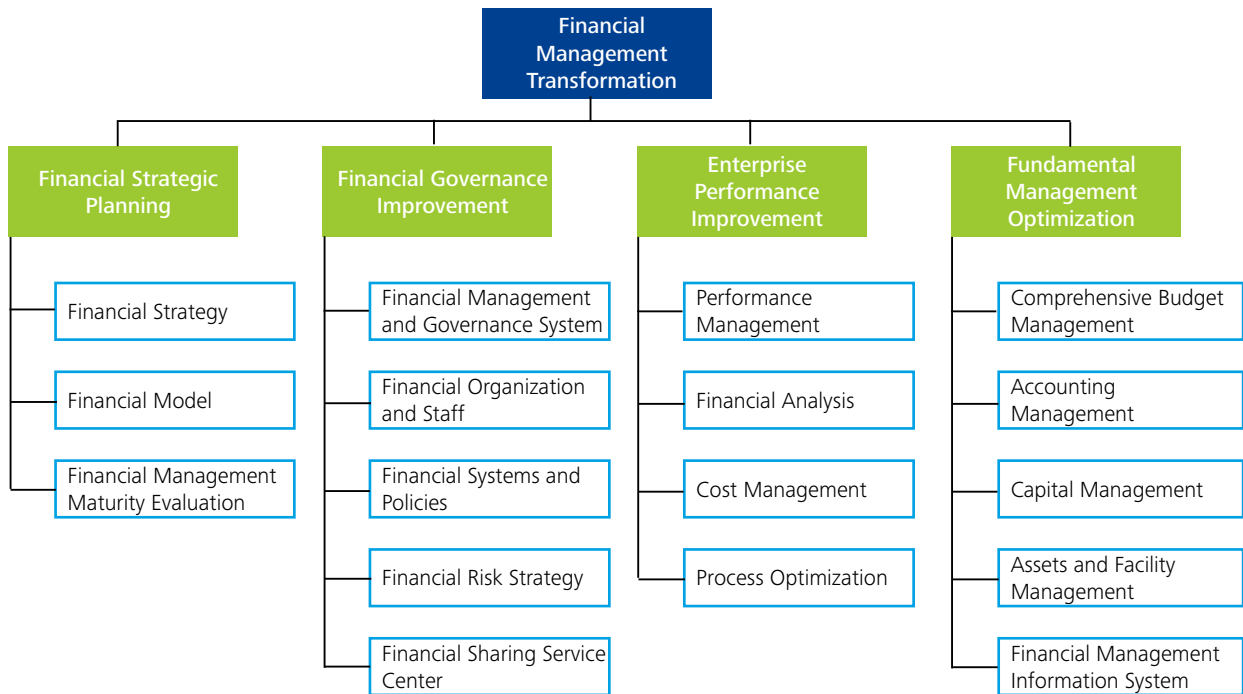 Financial
Management
Transformation
Financial Strategic
Planning
Financial Strategy
Financial Model
Financial Management
Maturity Evaluation
Financial Governance
Improvement
Financial Management
and Governance System
Financial Organization
and Staff
Financial Systems and
Policies
Financial Risk Strategy
Financial Sharing Service
Center
Enterprise
Performance
Improvement
Performance
Management
Financial Analysis
Cost Management
Process Optimization
Fundamental
Management
Optimization
Comprehensive Budget
Management
Accounting
Management
Capital Management
Assets and Facility
Management
Financial Management
Information System